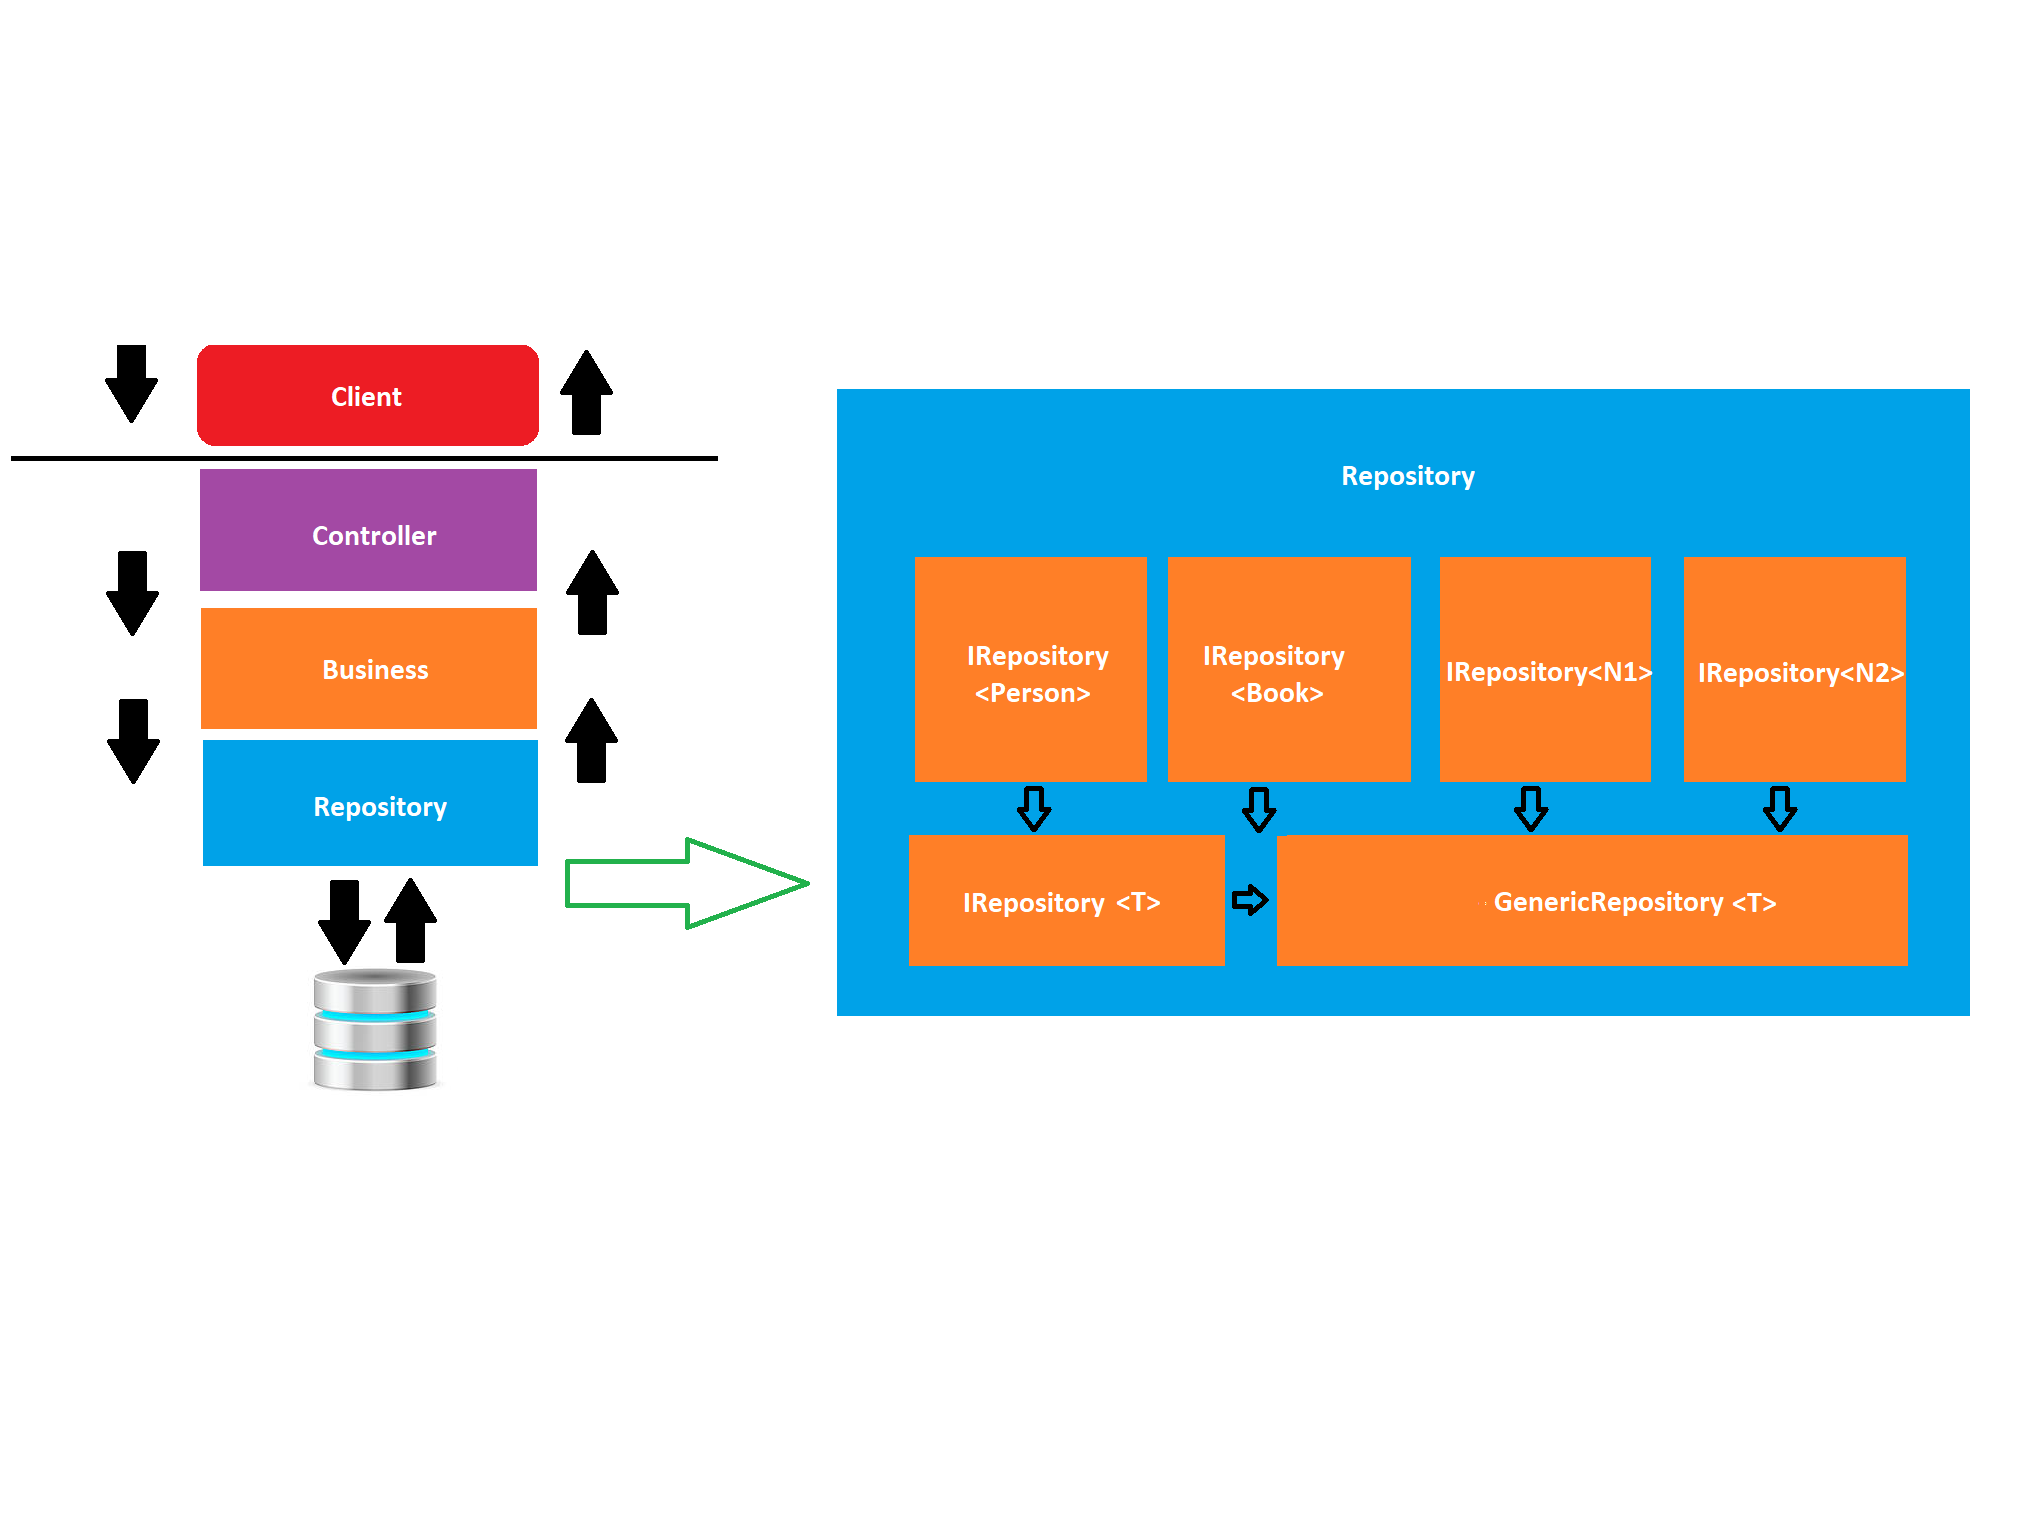 Client
Controller
Business
Repository
Repository
IRepository
<Person>
IRepository
<Book>
IRepository<N1>
IRepository<N2>
IRepository <T>
GenericRepository <T>